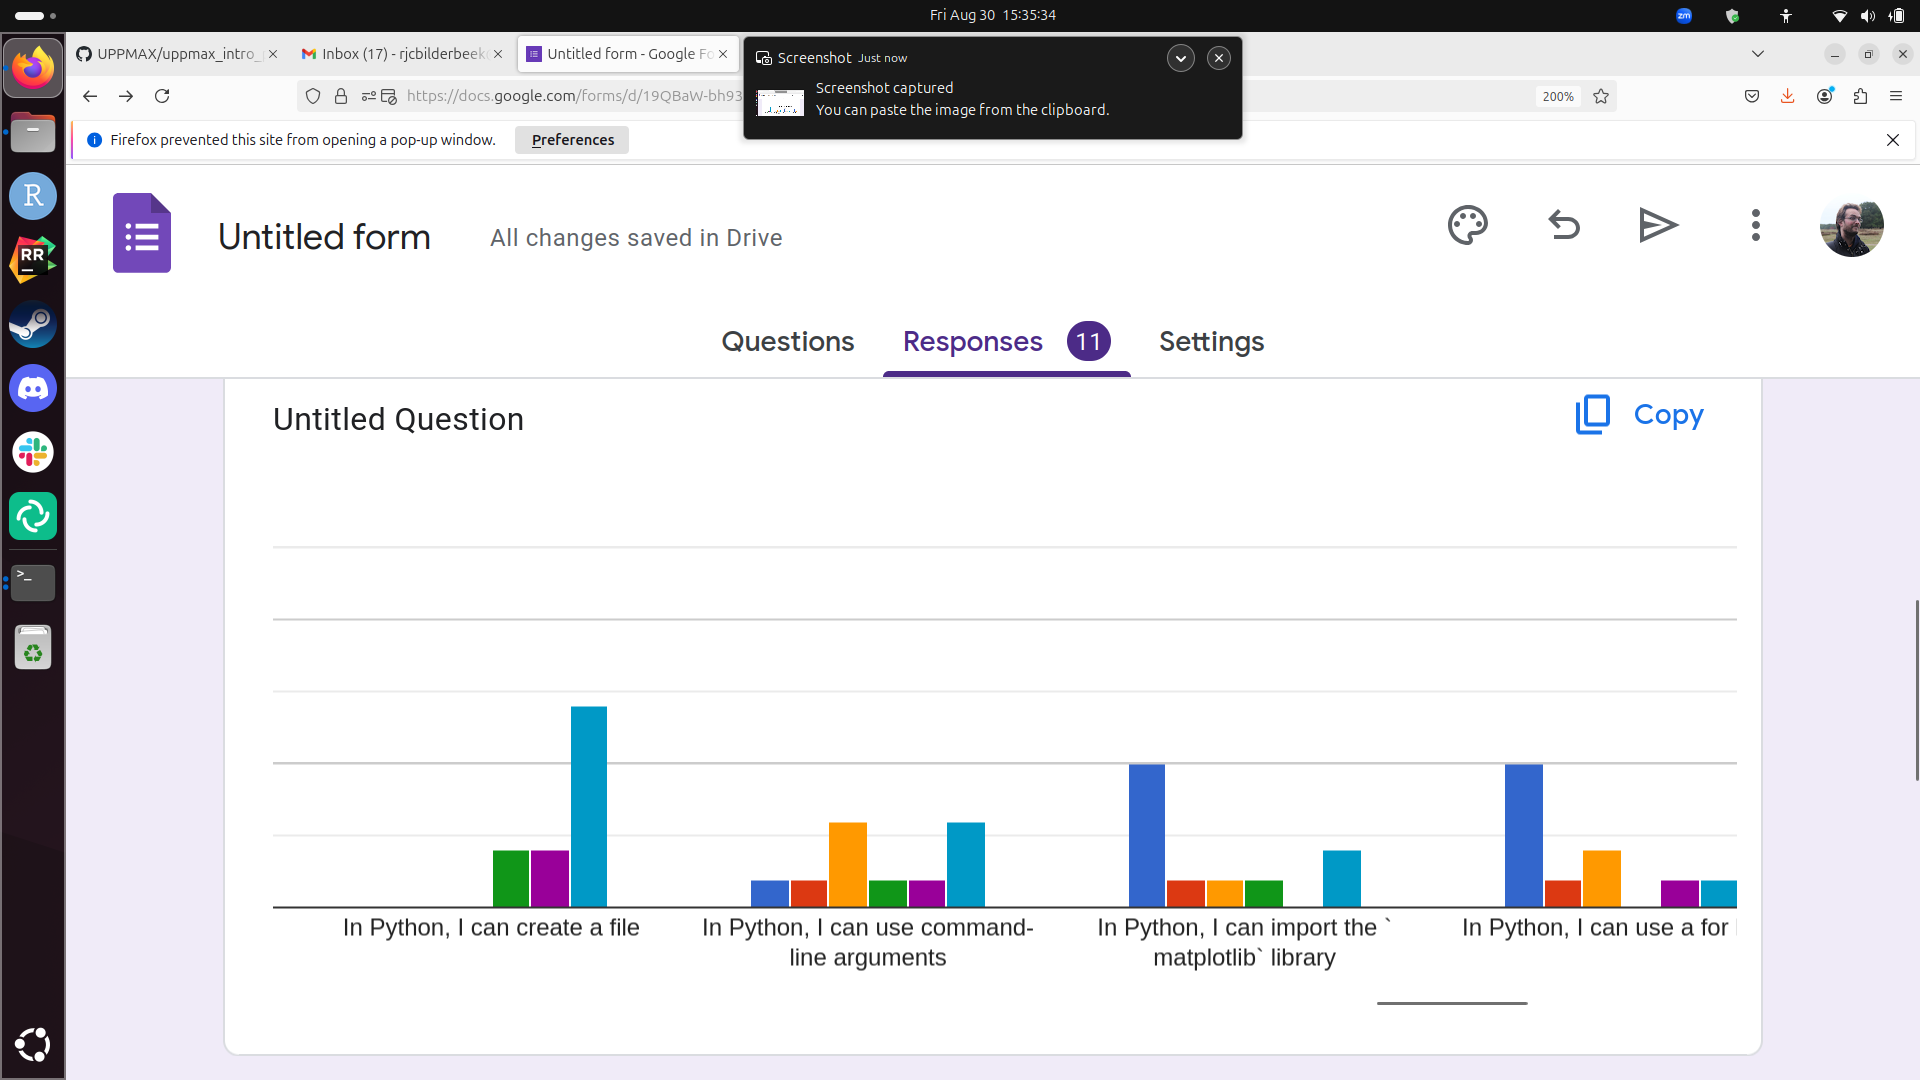 Fri Aug 30 15:35:34
zm
UPPMAX/uppmax_intro_
Inbox (17) - rjcbilderbeek
Untitled form - Google Fo
Screenshot Just now
Screenshot captured
You can paste the image from the clipboard.
https://docs.google.com/forms/d/19QBaW-bh93
200%
Firefox prevented this site from opening a pop-up window.
Preferences
Untitled form
All changes saved in Drive
Questions
Responses 11
Settings
Untitled Question
Copy
In Python, I can create a file
In Python, I can use command-
line arguments
In Python, I can import the `
matplotlib` library
In Python, I can use a for
R
RR
>_